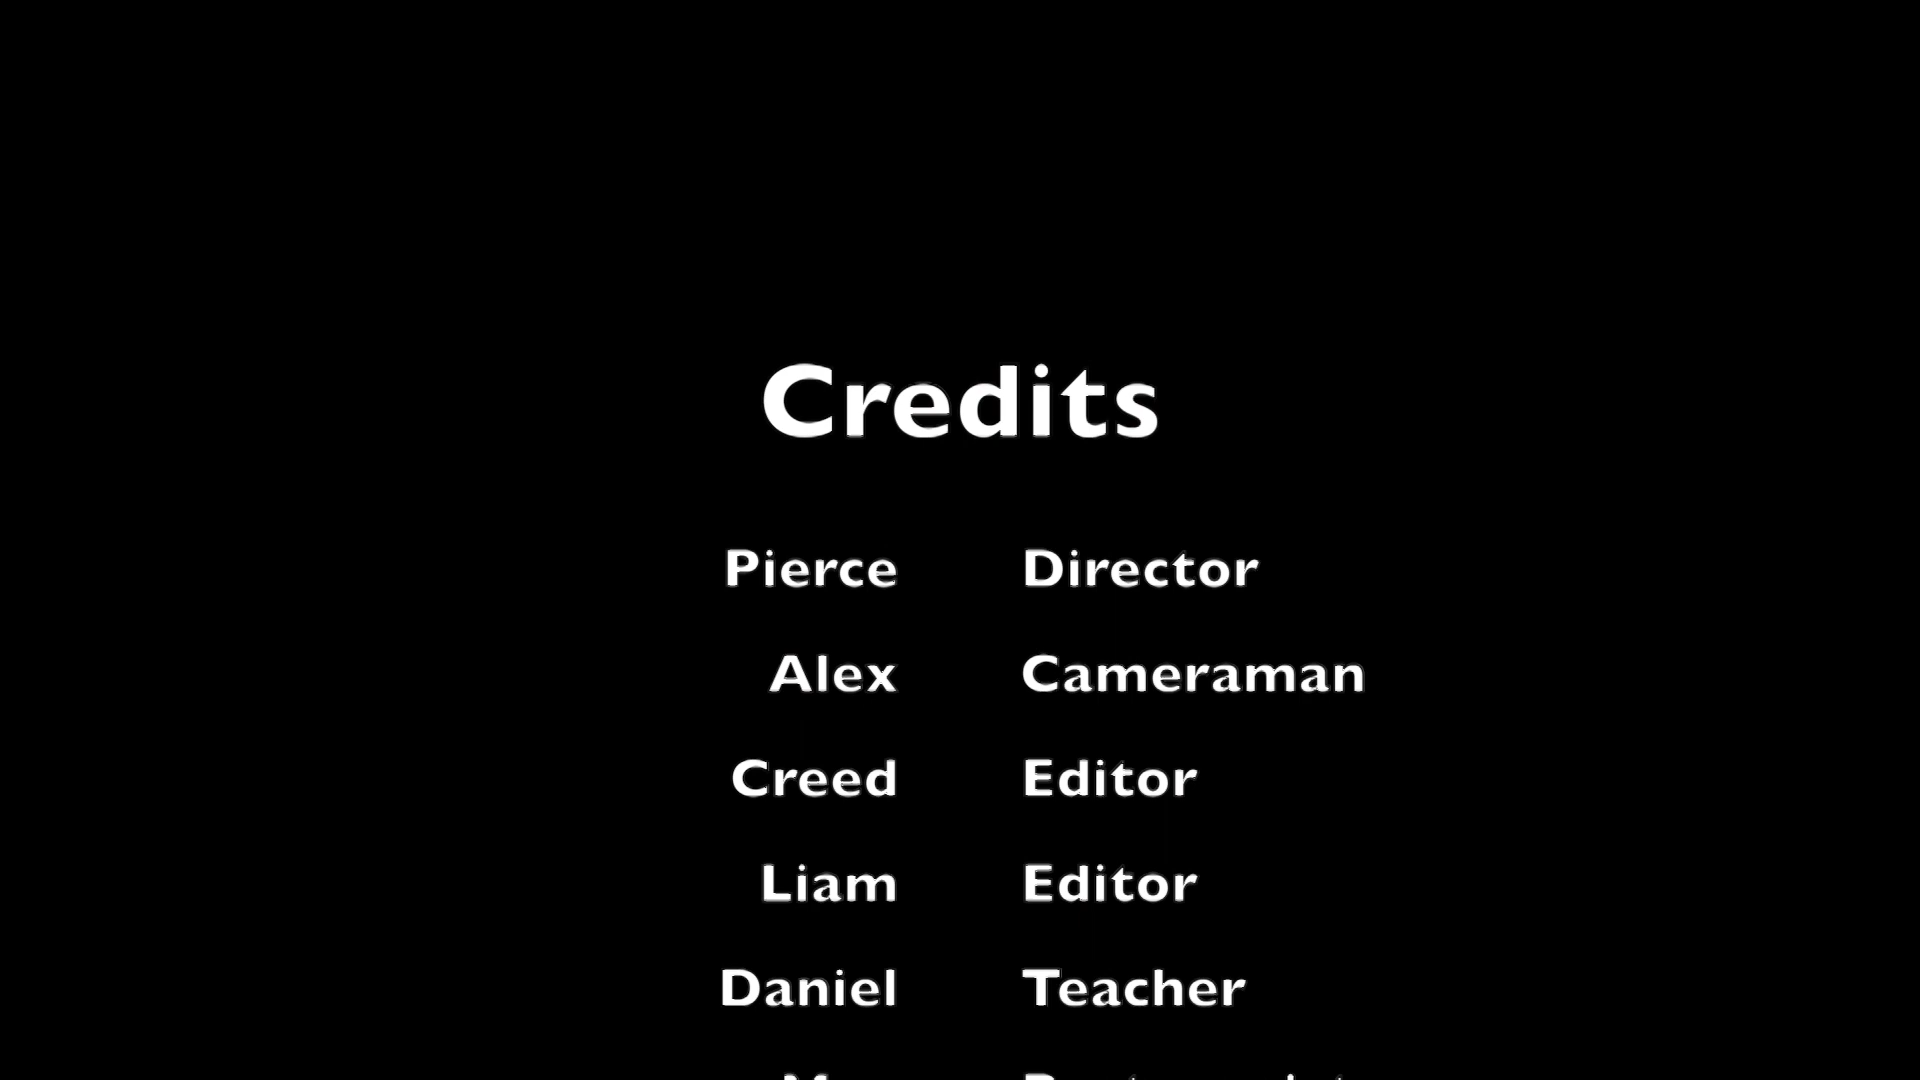 Credits
Pierce Director
Alex Cameraman
Creed Editor
Liam Editor
Daniel Teacher